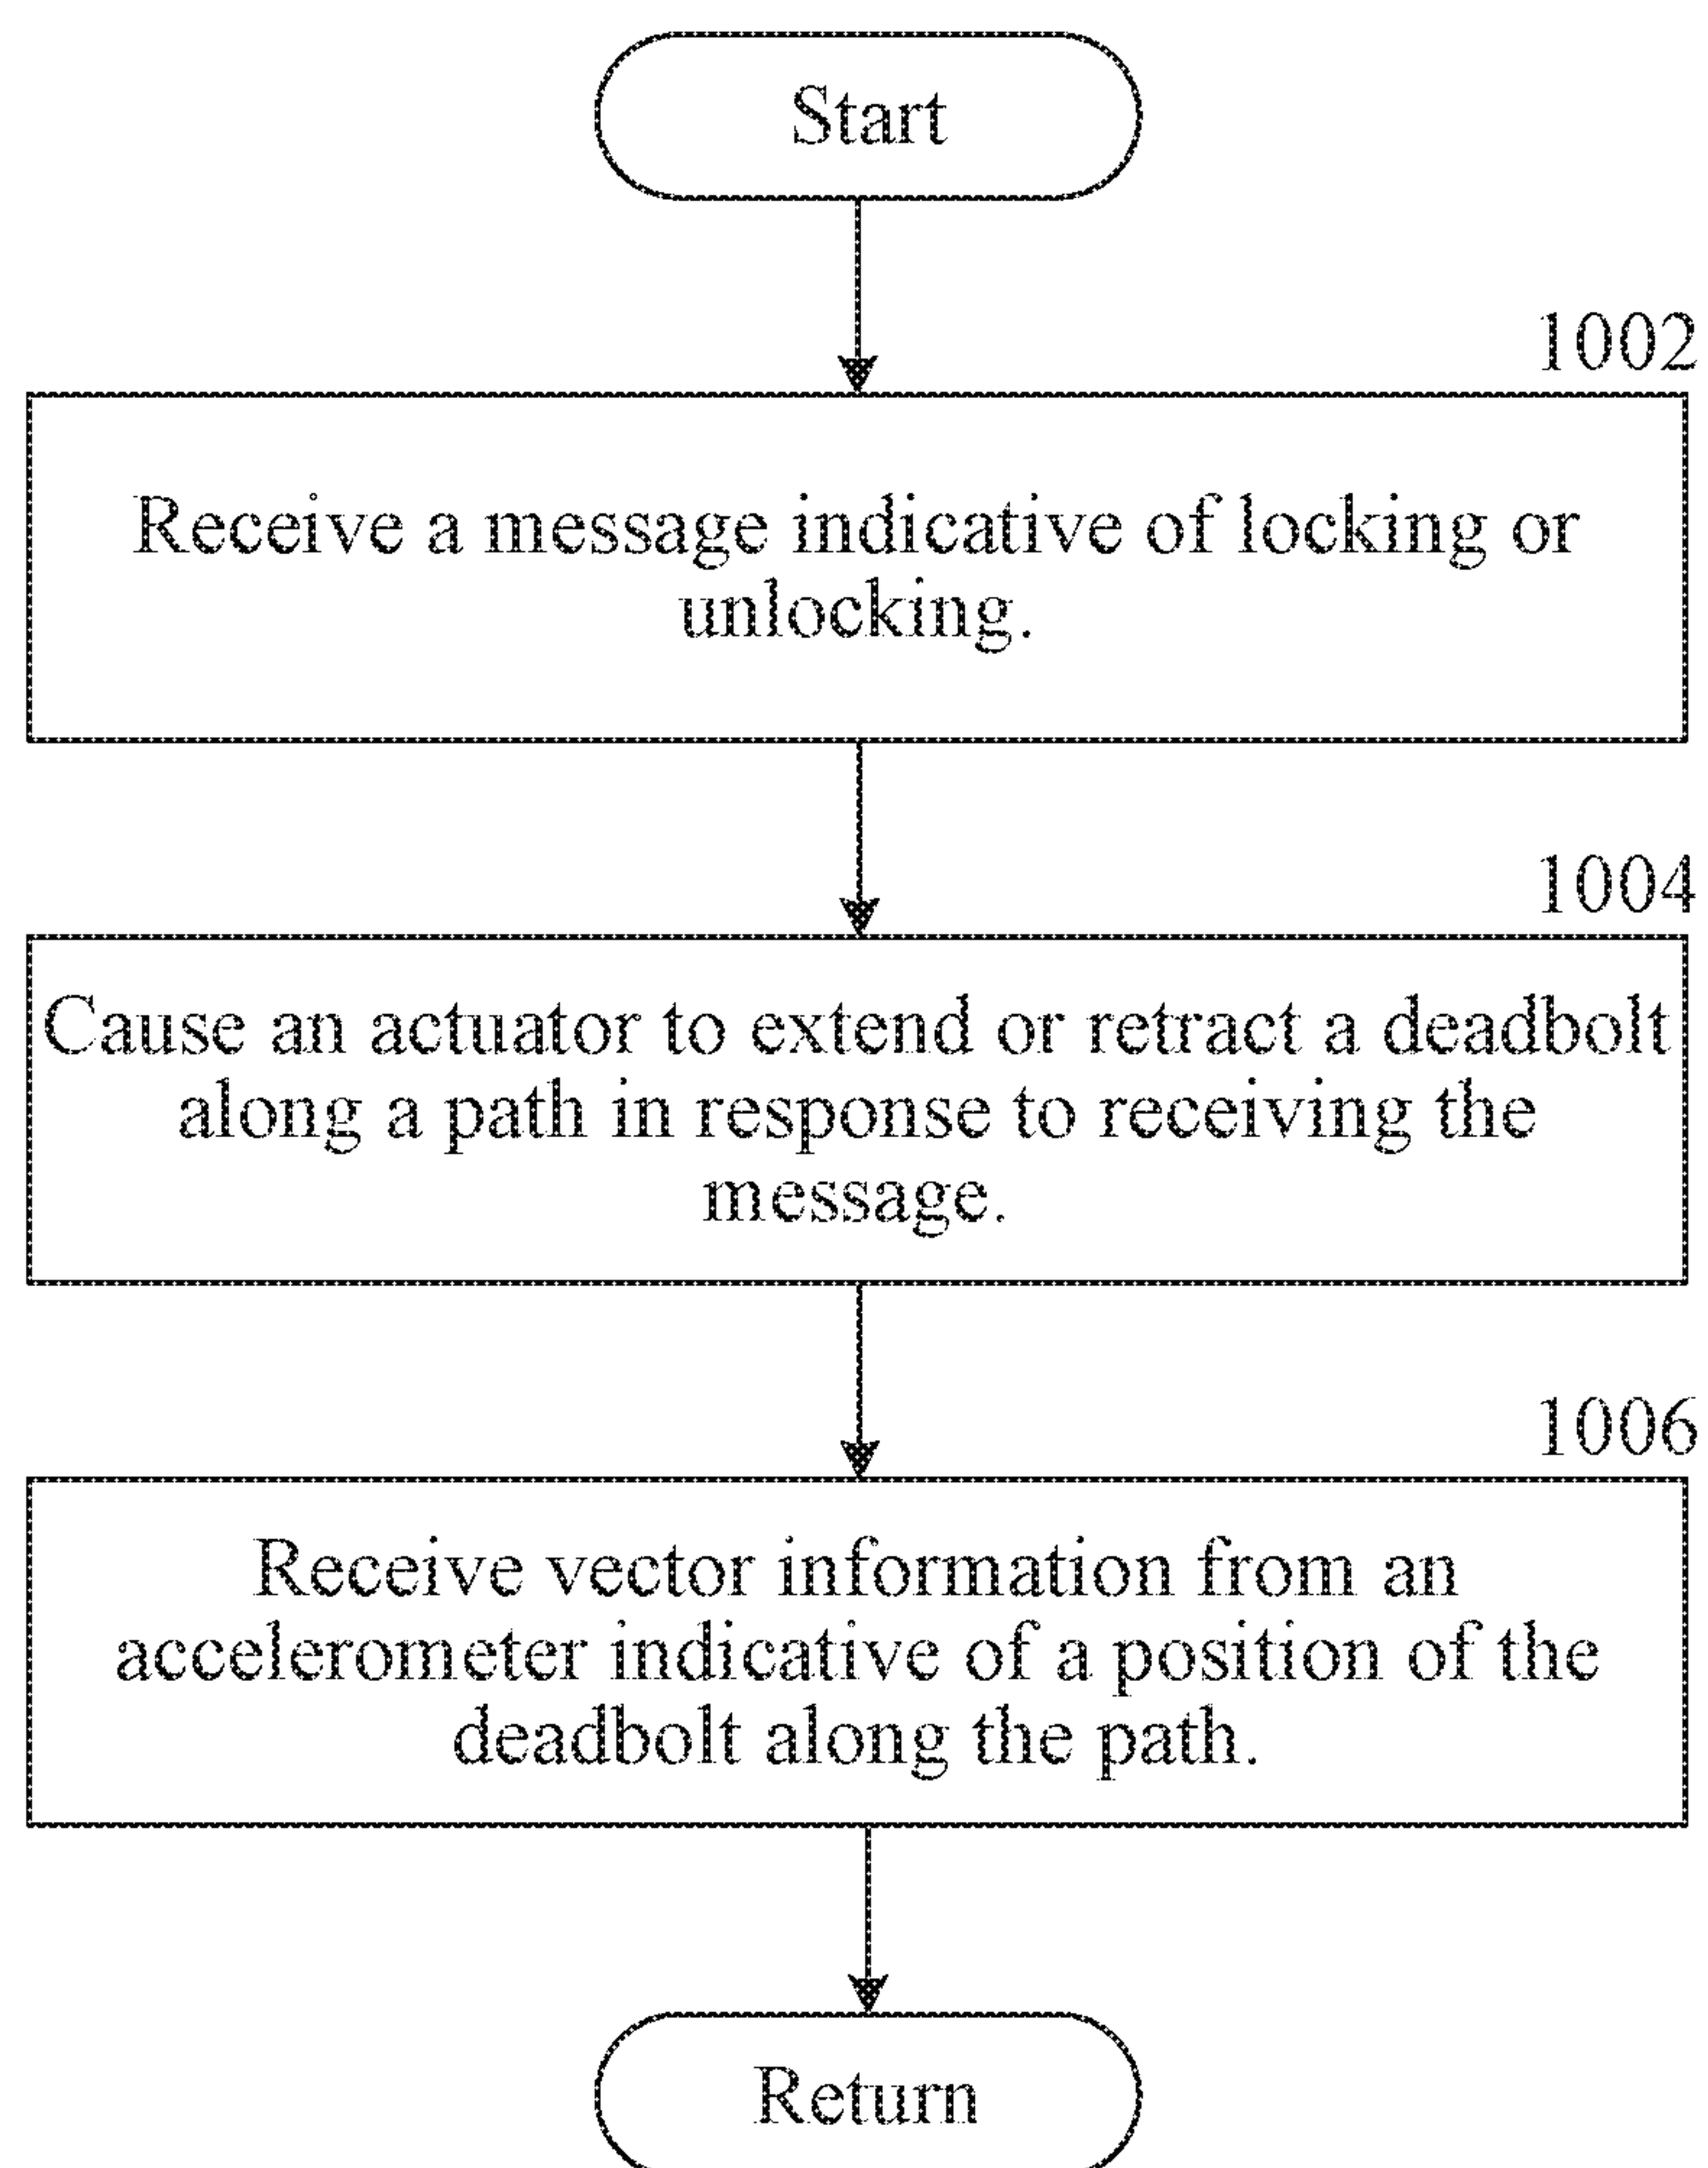 Start
1002
Receive a message indicative of locking or
unlocking.
1004
Cause an actuator to extend or retract a deadbolt
along a path in response to receiving the
message.
1006
Receive vector information from an
accelerometer indicative of a position of the
deadbolt along the path.
Return